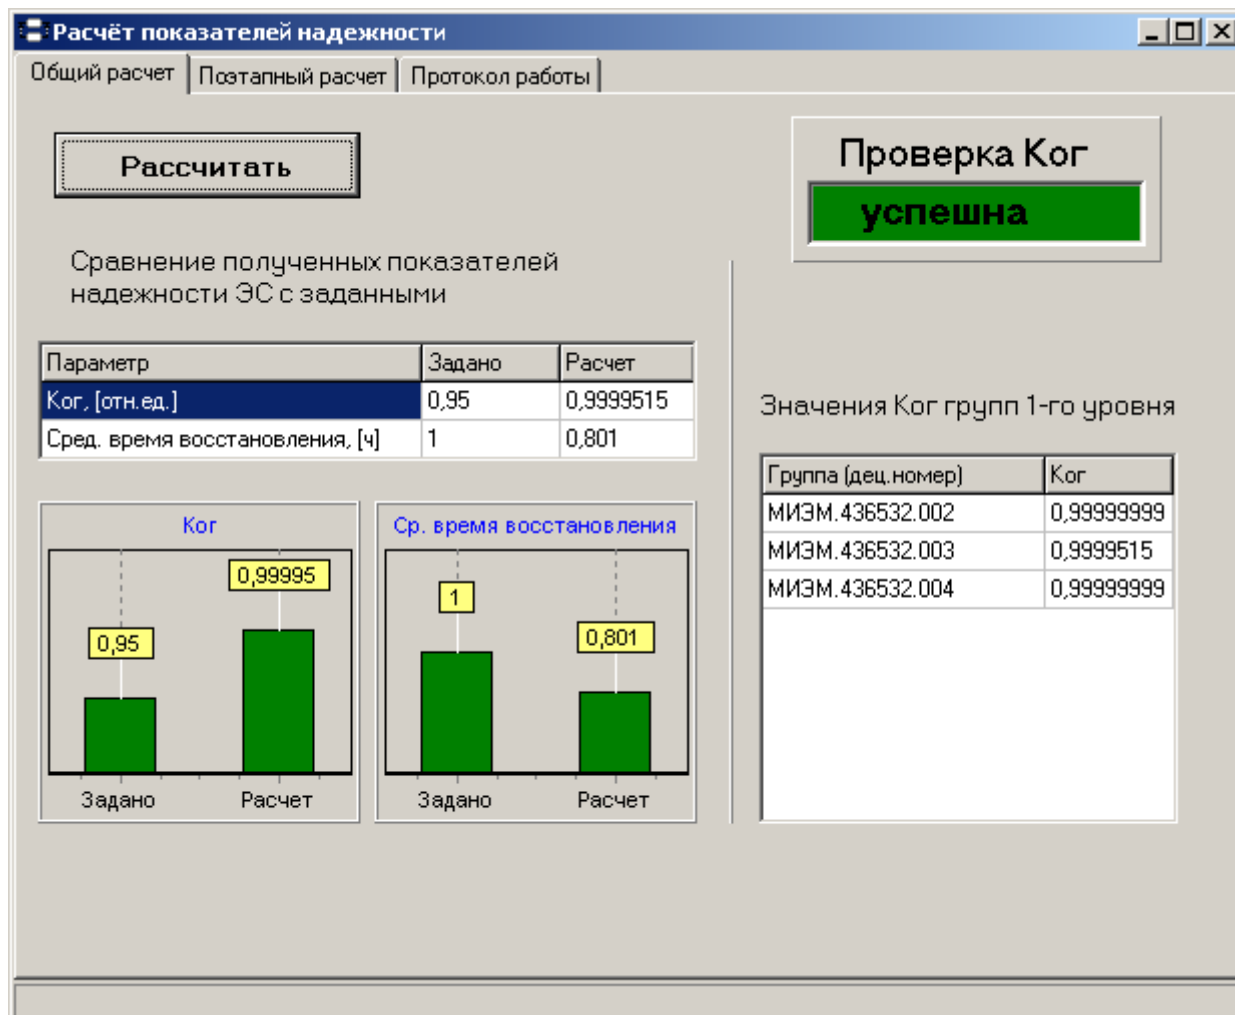 Расчёт показателей надежности
Общий расчет Поэтапный расчет Протокол работы
Рассчитать
Проверка Ког
успешна
Сравнение полученных показателей
надежности ЭС с заданными
Параметр Задано Расчет
Ког, [отн.ед.] 0,95 0,9999515
Сред. время восстановления, [ч] 1 0,801
Ког
0,95
0,99995
Задано Расчет
Ср. время восстановления
1
0,801
Задано Расчет
Значения Ког групп 1-го уровня
Группа (дец.номер) Ког
МИЭМ.436532.002 0,99999999
МИЭМ.436532.003 0,9999515
МИЭМ.436532.004 0,99999999